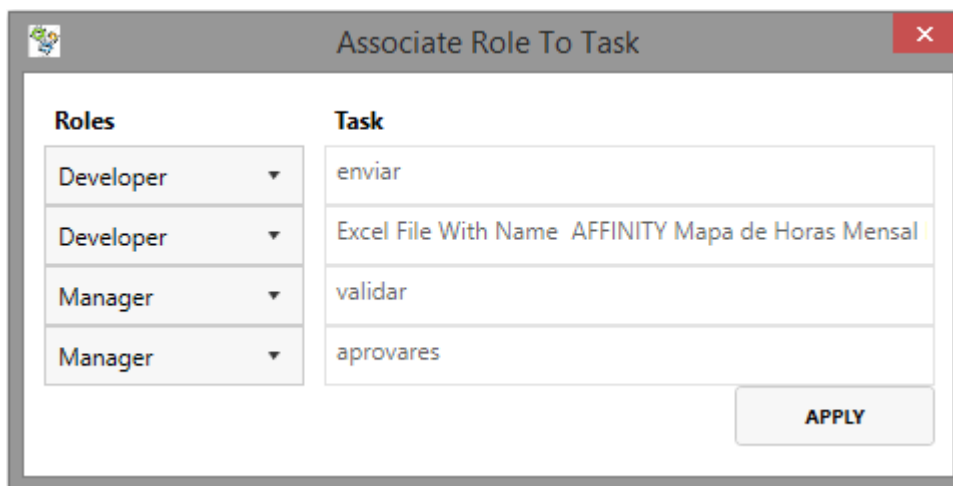 Associate Role To Task
Roles Task
Developer enviar
Developer Excel File With Name  AFFINITY Mapa de Horas Mensal
Manager validar
Manager aprovares
APPLY